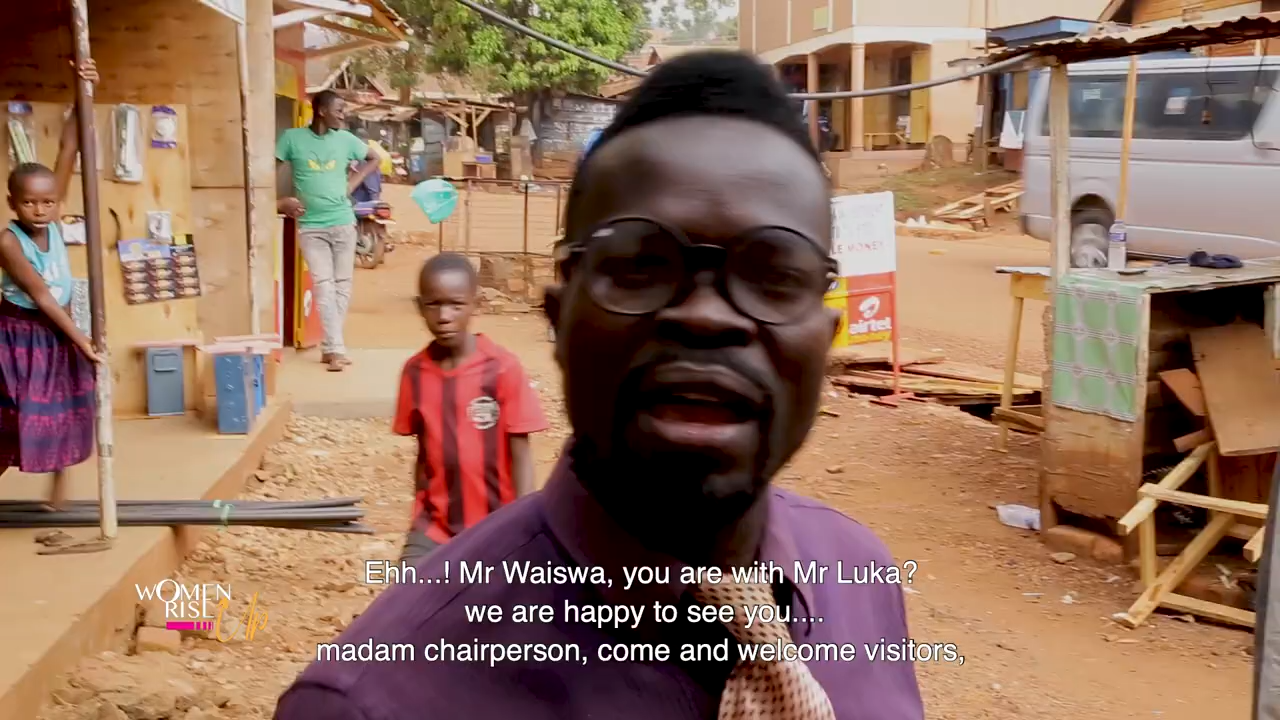 LE MONEY
airtel
Ehh...! Mr Waiswa, you are with Mr Luka?
we are happy to see you....
madam chairperson, come and welcome visitors,
WOMEN
RISE
Up